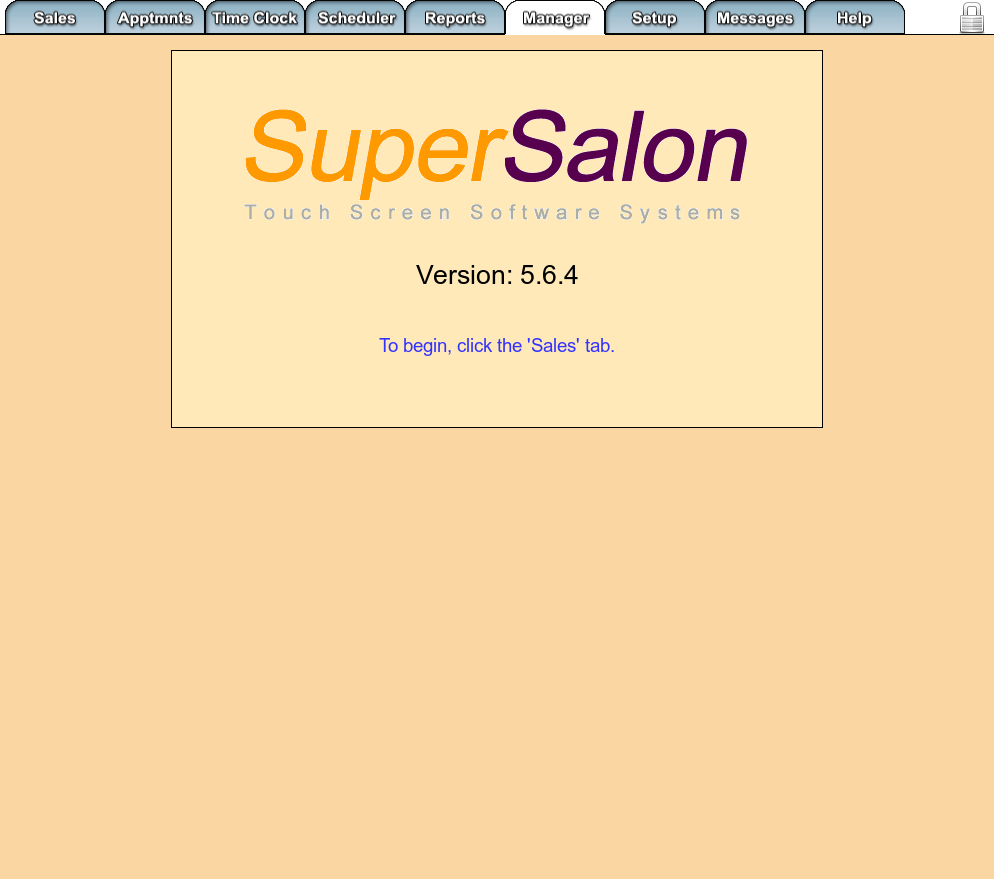 Sales Apptmnts Time Clock Scheduler Reports Manager Setup Messages Help
SuperSalon
Touch Screen Software Systems
Version: 5.6.4
To begin, click the 'Sales' tab.